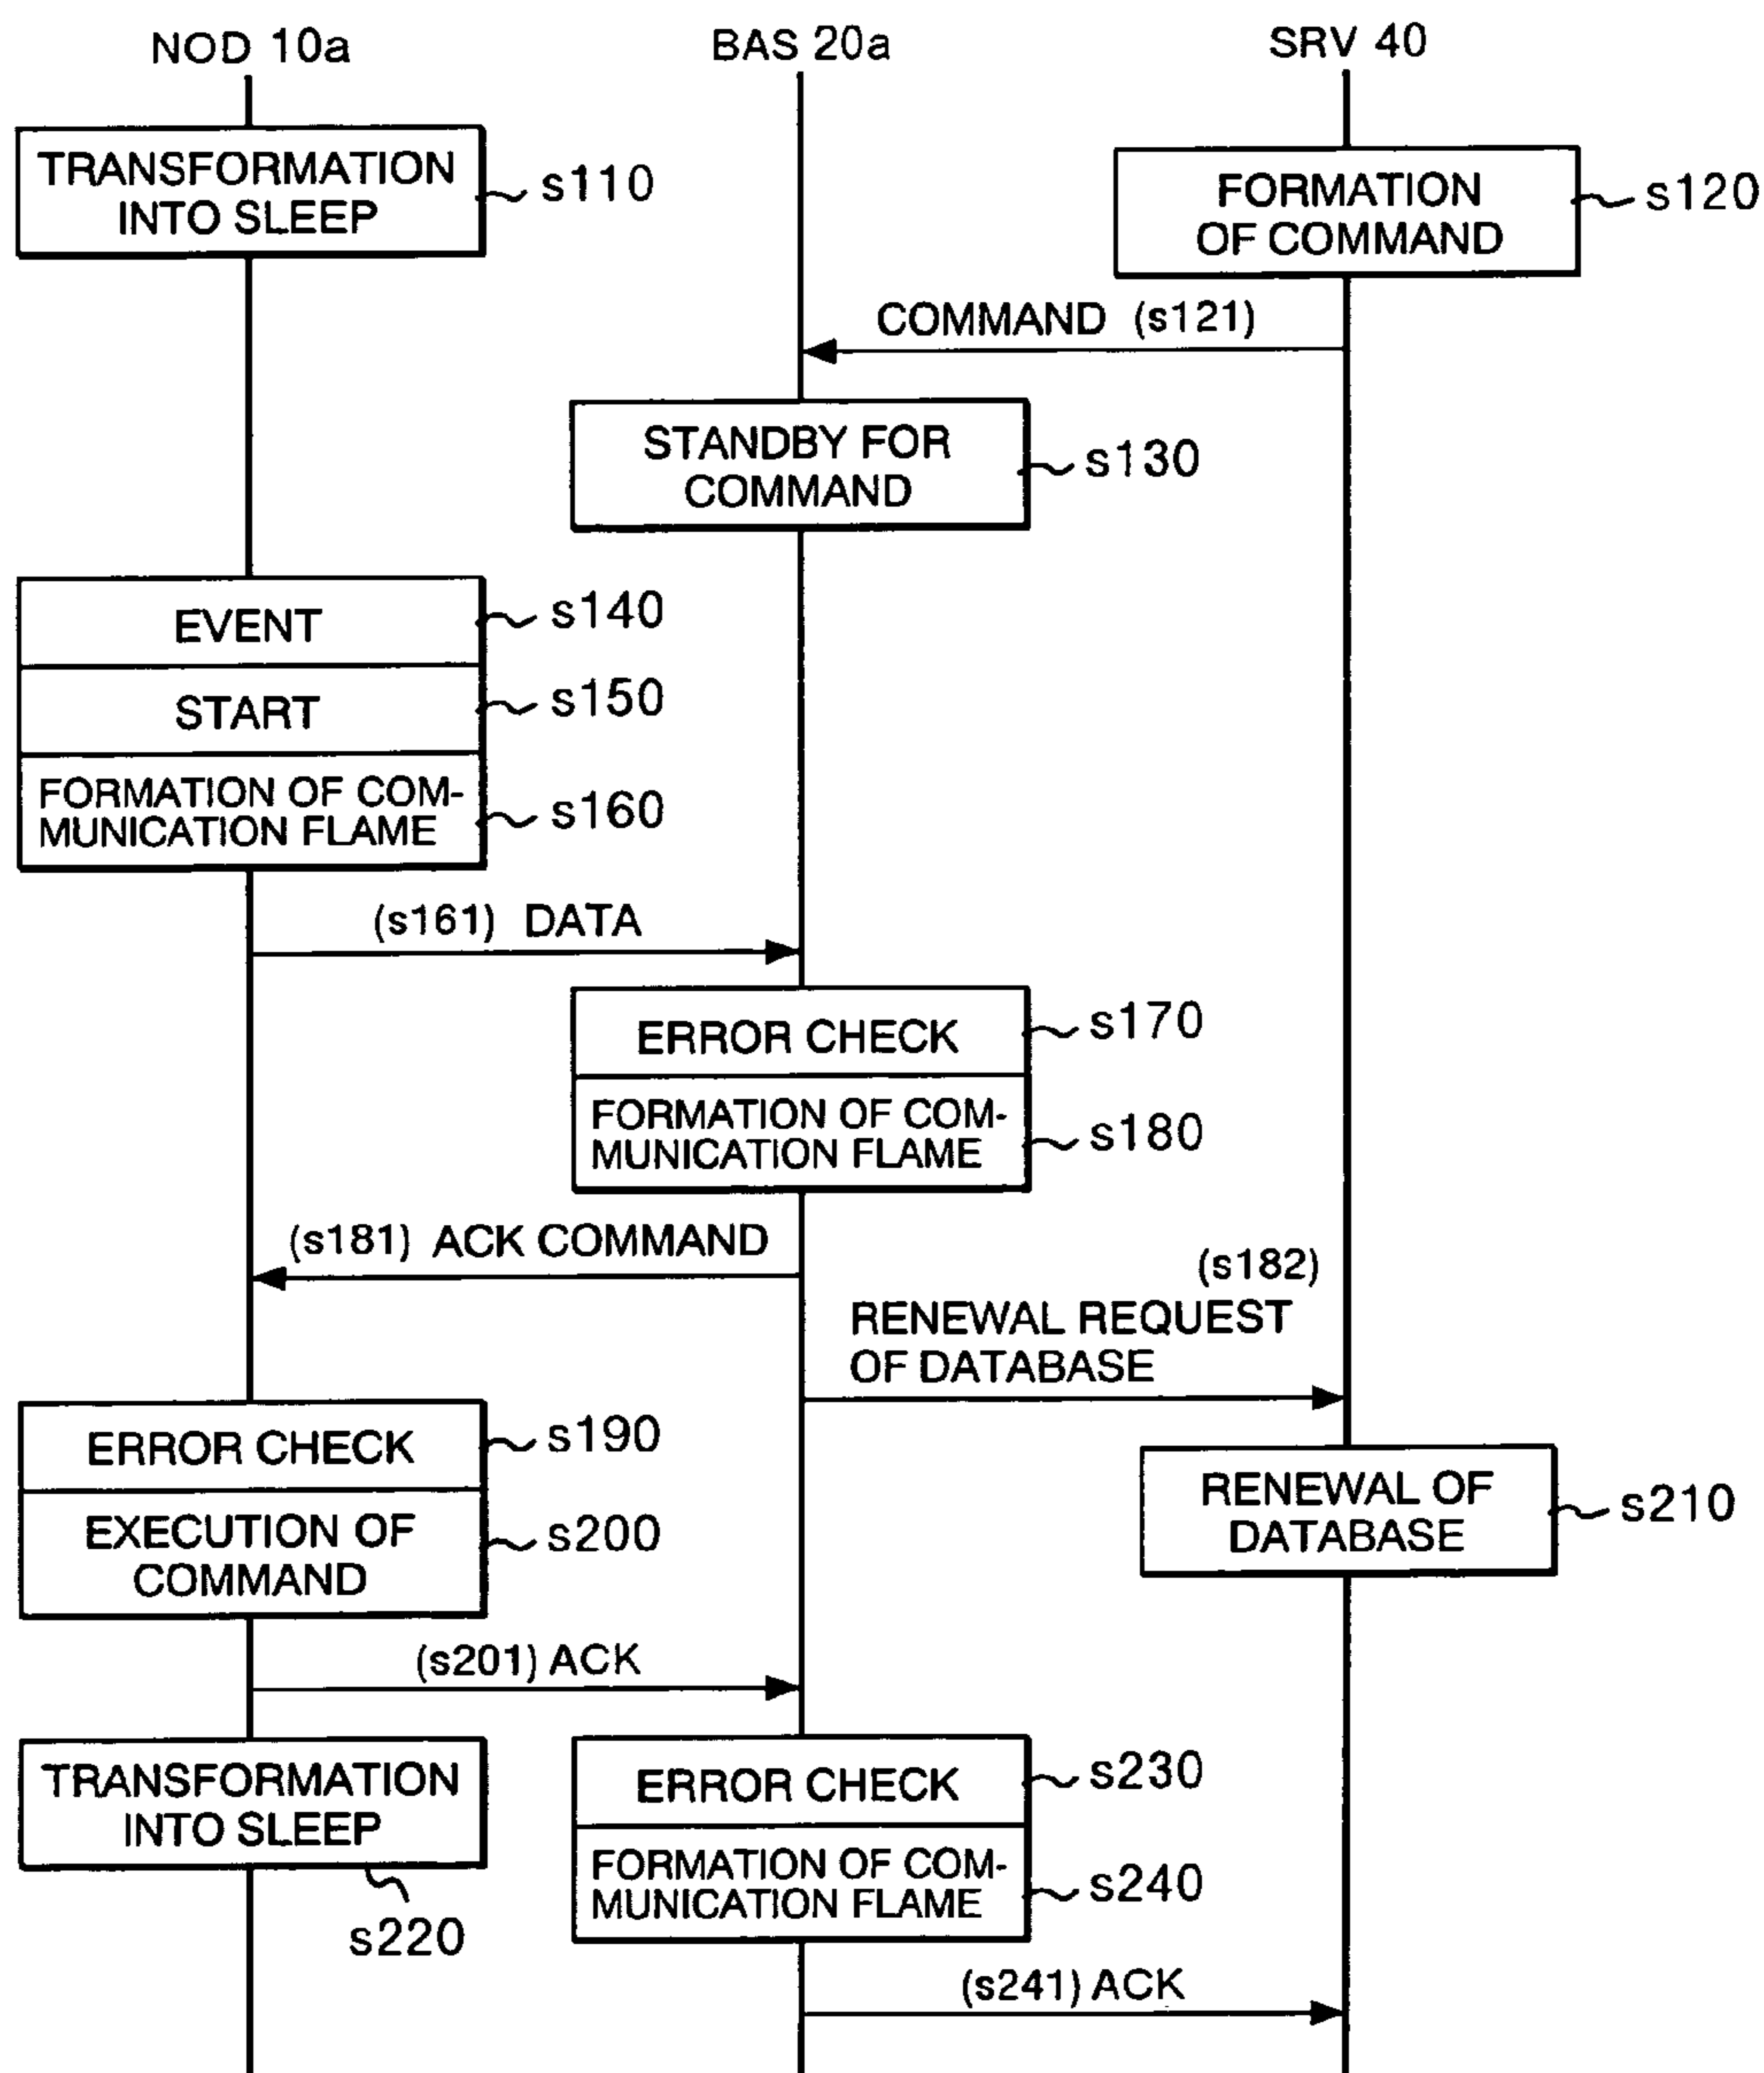 NOD 10a
BAS 20a
SRV 40
TRANSFORMATION
INTO SLEEP
s110
FORMATION
OF COMMAND
s120
COMMAND (s121)
STANDBY FOR
COMMAND
s130
EVENT
s140
START
s150
FORMATION OF COM-
MUNICATION FLAME
s160
(s161) DATA
ERROR CHECK
s170
FORMATION OF COM-
MUNICATION FLAME
s180
(s181) ACK COMMAND
(s182)
RENEWAL REQUEST
OF DATABASE
ERROR CHECK
s190
EXECUTION OF
COMMAND
s200
RENEWAL OF
DATABASE
s210
(s201) ACK
TRANSFORMATION
INTO SLEEP
s220
ERROR CHECK
s230
FORMATION OF COM-
MUNICATION FLAME
s240
(s241) ACK